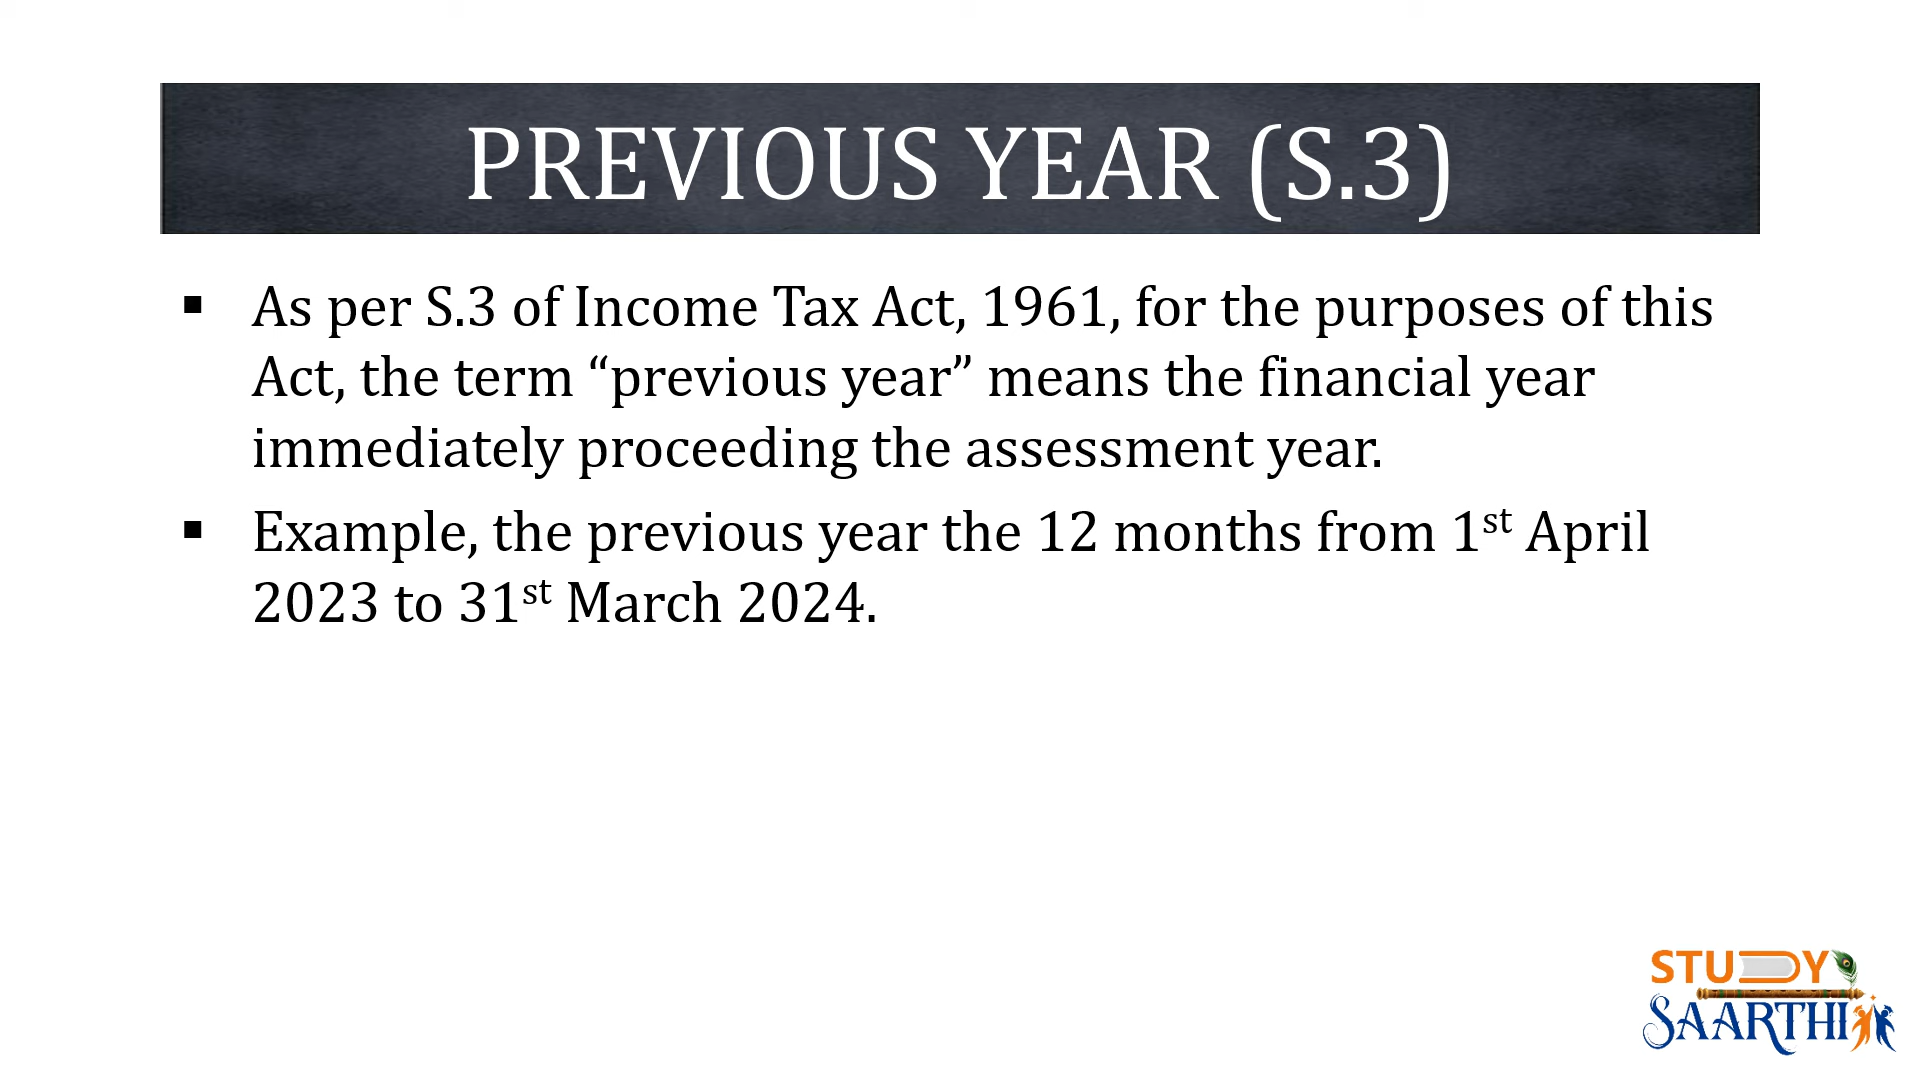 PREVIOUS YEAR (S.3)
▪ As per S.3 of Income Tax Act, 1961, for the purposes of this
Act, the term “previous year” means the financial year
immediately proceeding the assessment year.
▪ Example, the previous year the 12 months from 1st April
2023 to 31st March 2024.
STUDY
SAARTHI